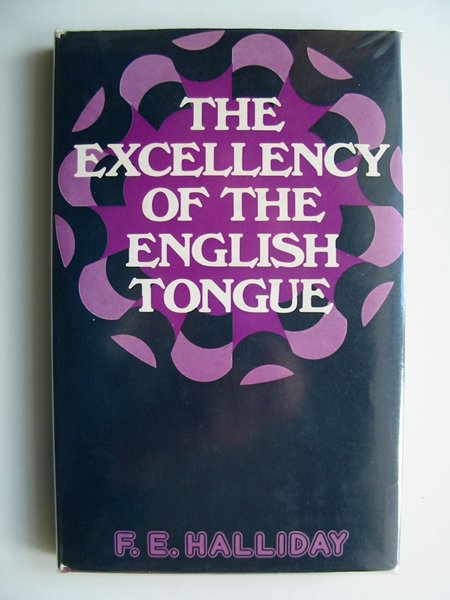 THE
EXCELLENCY
OF THE
ENGLISH
TONGUE
F. E. HALLIDAY